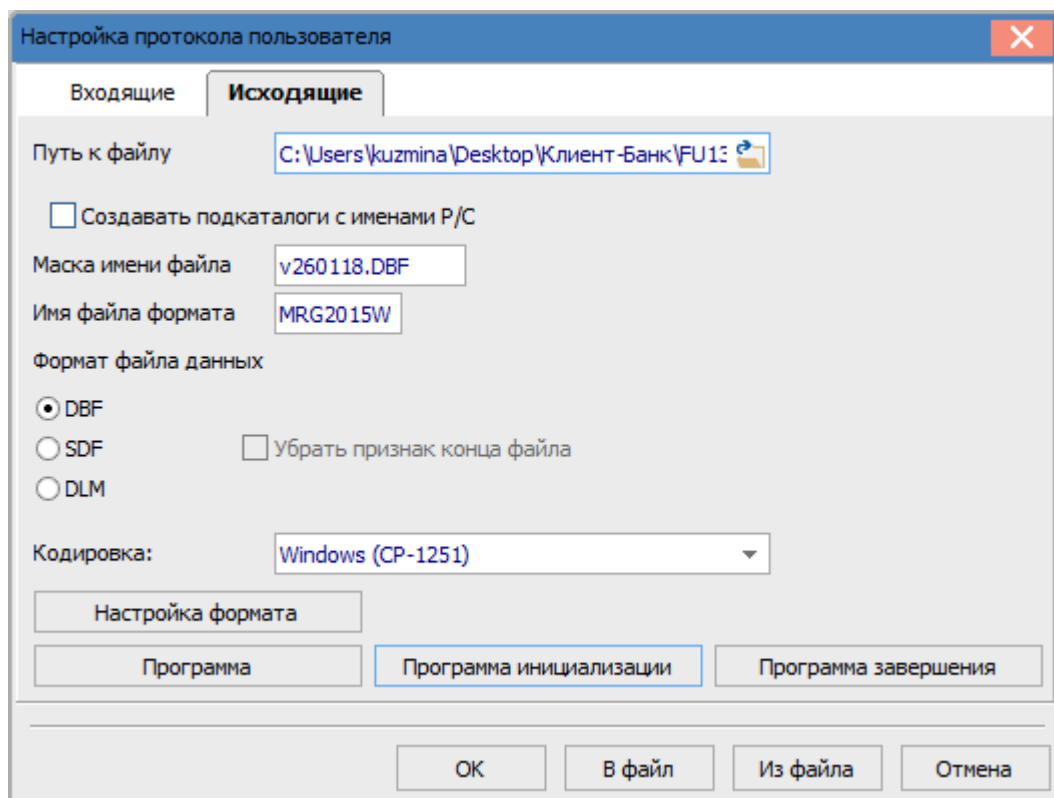 Настройка протокола пользователя
Входящие Исходящие
Путь к файлу C:\Users\kuzmina\Desktop\Клиент-Банк\FU13
Создавать подкаталоги с именами Р/С
Маска имени файла v260118.DBF
Имя файла формата MRG2015W
Формат файла данных
DBF
SDF Убрать признак конца файла
DLM
Кодировка: Windows (CP-1251)
Настройка формата
Программа Программа инициализации Программа завершения
OK В файл Из файла Отмена